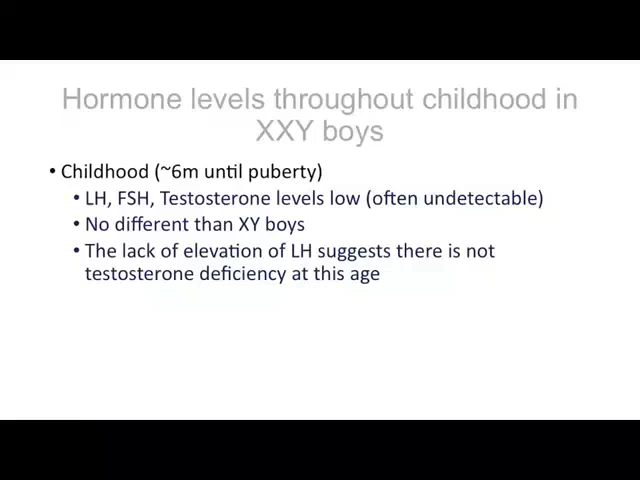 Hormone levels throughout childhood in
XXY boys
• Childhood (~6m until puberty)
• LH, FSH, Testosterone levels low (often undetectable)
• No different than XY boys
• The lack of elevation of LH suggests there is not
testosterone deficiency at this age